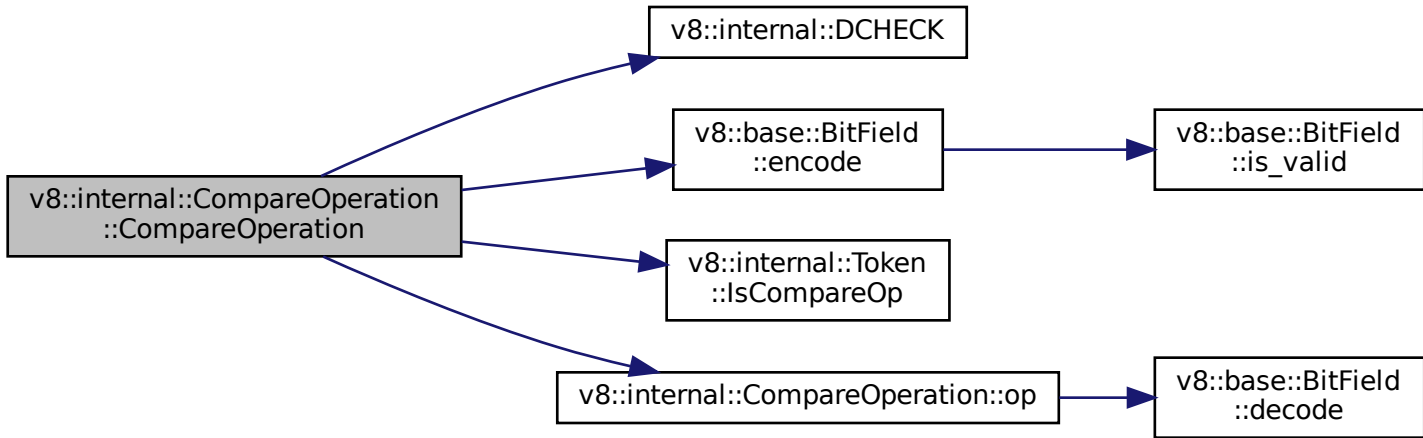 v8::internal::CompareOperation
::CompareOperation
v8::internal::DCHECK
v8::base::BitField
::encode
v8::base::BitField
::is_valid
v8::internal::Token
::IsCompareOp
v8::internal::CompareOperation::op
v8::base::BitField
::decode